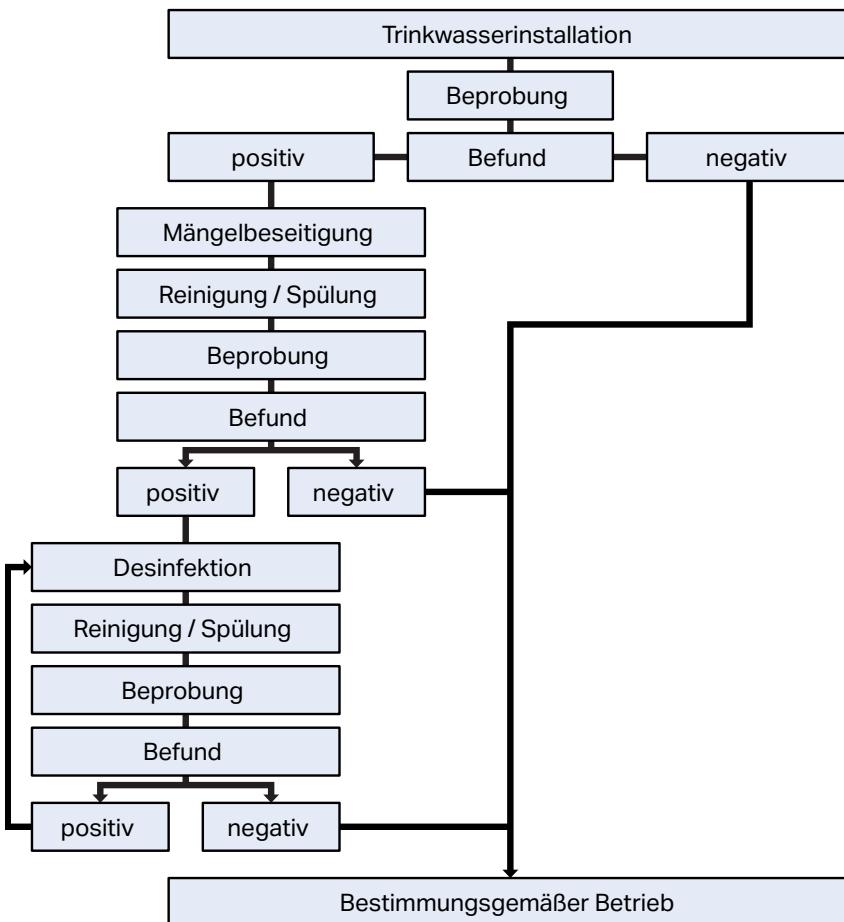 Trinkwasserinstallation
Beprobung
positiv
Befund
negativ
Mängelbeseitigung
Reinigung / Spülung
Beprobung
Befund
positiv
negativ
Desinfektion
Reinigung / Spülung
Beprobung
Befund
positiv
negativ
Bestimmungsgemäßer Betrieb